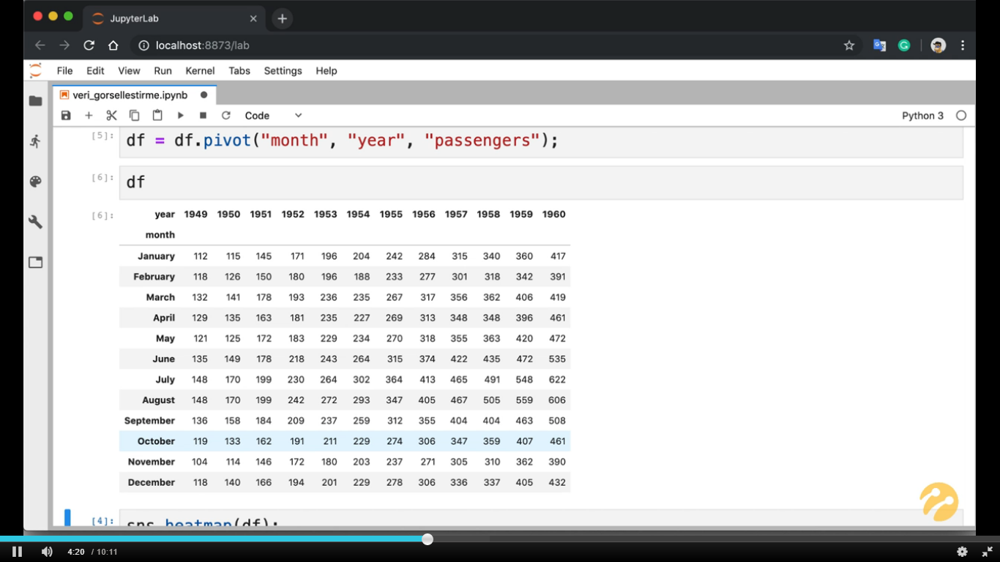 JupyterLab
localhost:8873/lab
File Edit View Run Kernel Tabs Settings Help
veri_gorsellestirme.ipynb
Code Python 3
[5]: df = df.pivot("month", "year", "passengers");
[6]: df
[6]: year 1949 1950 1951 1952 1953 1954 1955 1956 1957 1958 1959 1960
month
January 112 115 145 171 196 204 242 284 315 340 360 417
February 118 126 150 180 196 188 233 277 301 318 342 391
March 132 141 178 193 236 235 267 317 356 362 406 419
April 129 135 163 181 235 227 269 313 348 348 396 461
May 121 125 172 183 229 234 270 318 355 363 420 472
June 135 149 178 218 243 264 315 374 422 435 472 535
July 148 170 199 230 264 302 364 413 465 491 548 622
August 148 170 199 242 272 293 347 405 467 505 559 606
September 136 158 184 209 237 259 312 355 404 404 463 508
October 119 133 162 191 211 229 274 306 347 359 407 461
November 104 114 146 172 180 203 237 271 305 310 362 390
December 118 140 166 194 201 229 278 306 336 337 405 432
[4]: sns.heatmap(df);
4:20 / 10:11